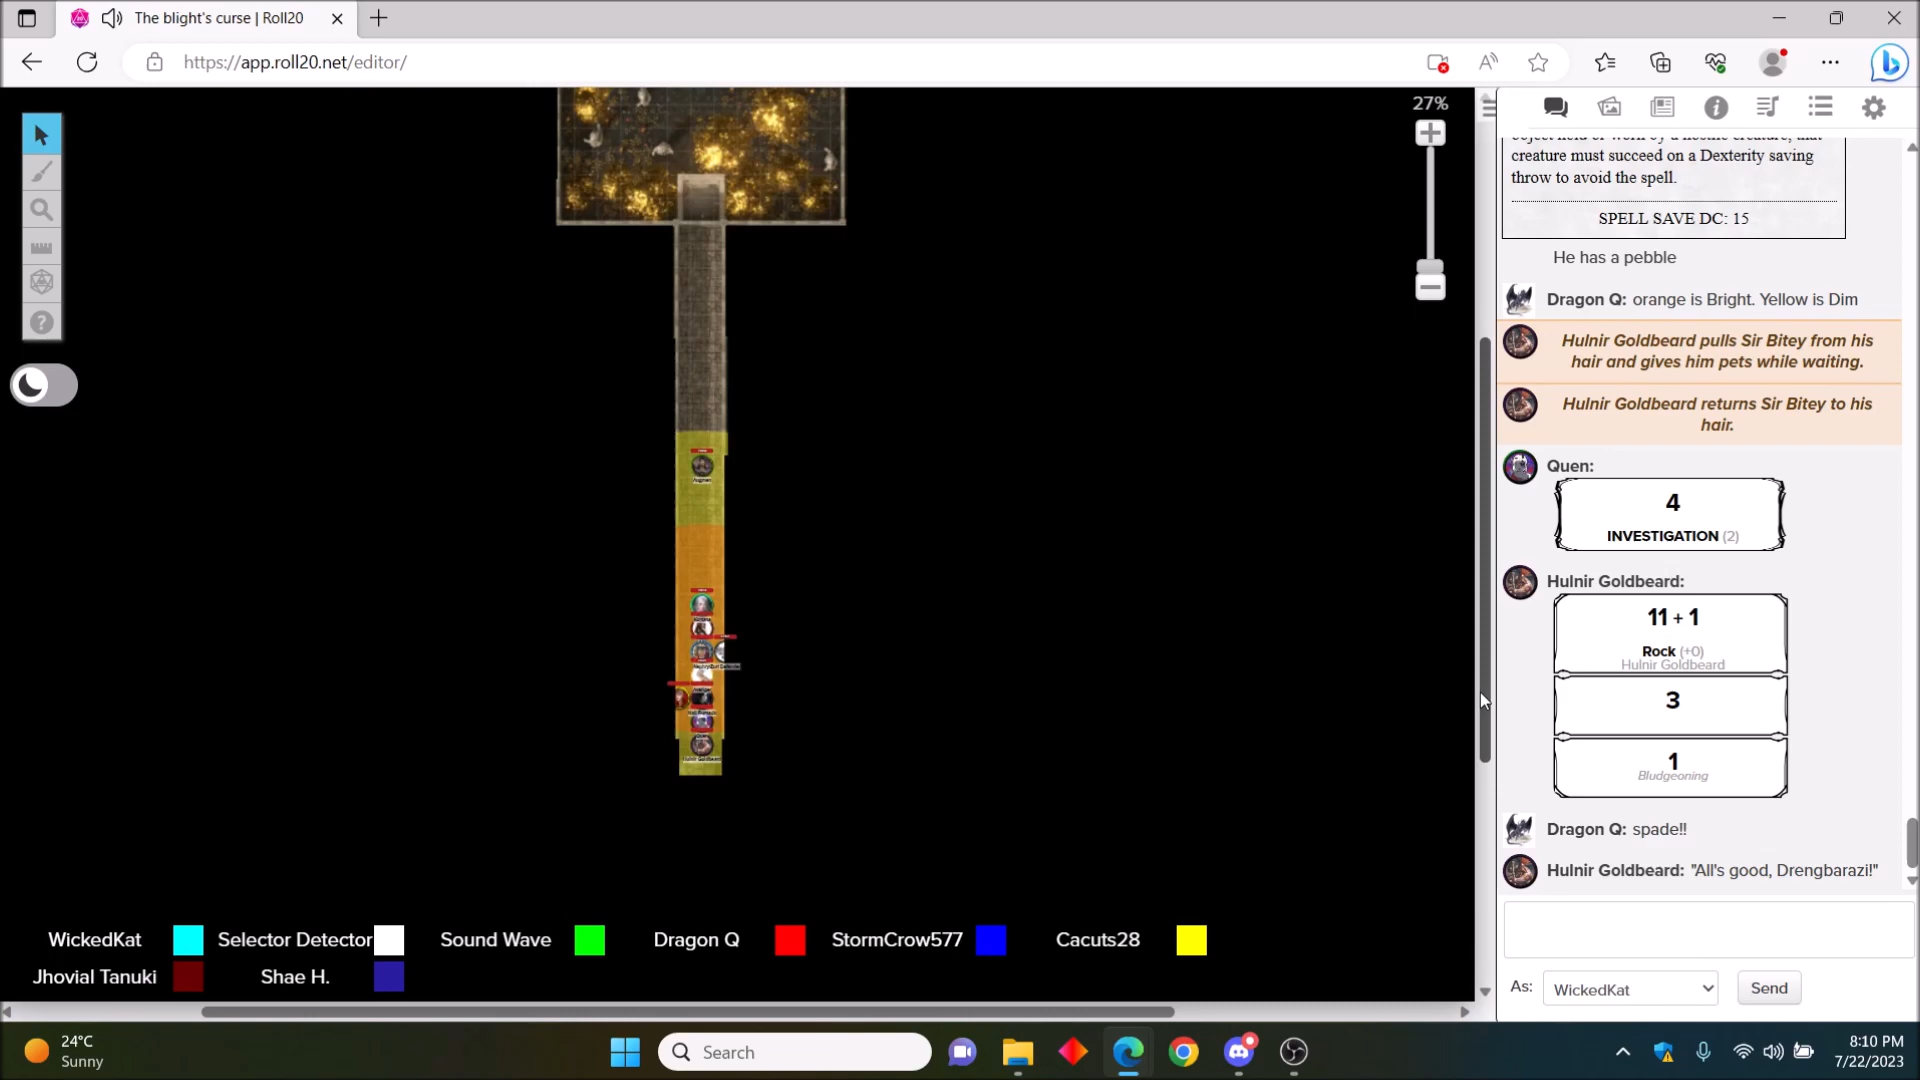 The blight's curse | Roll20
https://app.roll20.net/editor/
27%
creature must succeed on a Dexterity saving
throw to avoid the spell.
SPELL SAVE DC: 15
He has a pebble
Dragon Q: orange is Bright. Yellow is Dim
Hulnir Goldbeard pulls Sir Bitey from his
hair and gives him pets while waiting.
Hulnir Goldbeard returns Sir Bitey to his
hair.
Quen:
4
INVESTIGATION (2)
Hulnir Goldbeard:
11 + 1
Rock (+0)
Hulnir Goldbeard
3
1
Bludgeoning
Dragon Q: spade!!
Hulnir Goldbeard: "All's good, Drengbarazi!"
As: WickedKat Send
Hulnir Goldbeard
WickedKat Selector Detector Sound Wave Dragon Q StormCrow577 Cacuts28
Jhovial Tanuki Shae H.
24°C
Sunny
Search
8:10 PM
7/22/2023